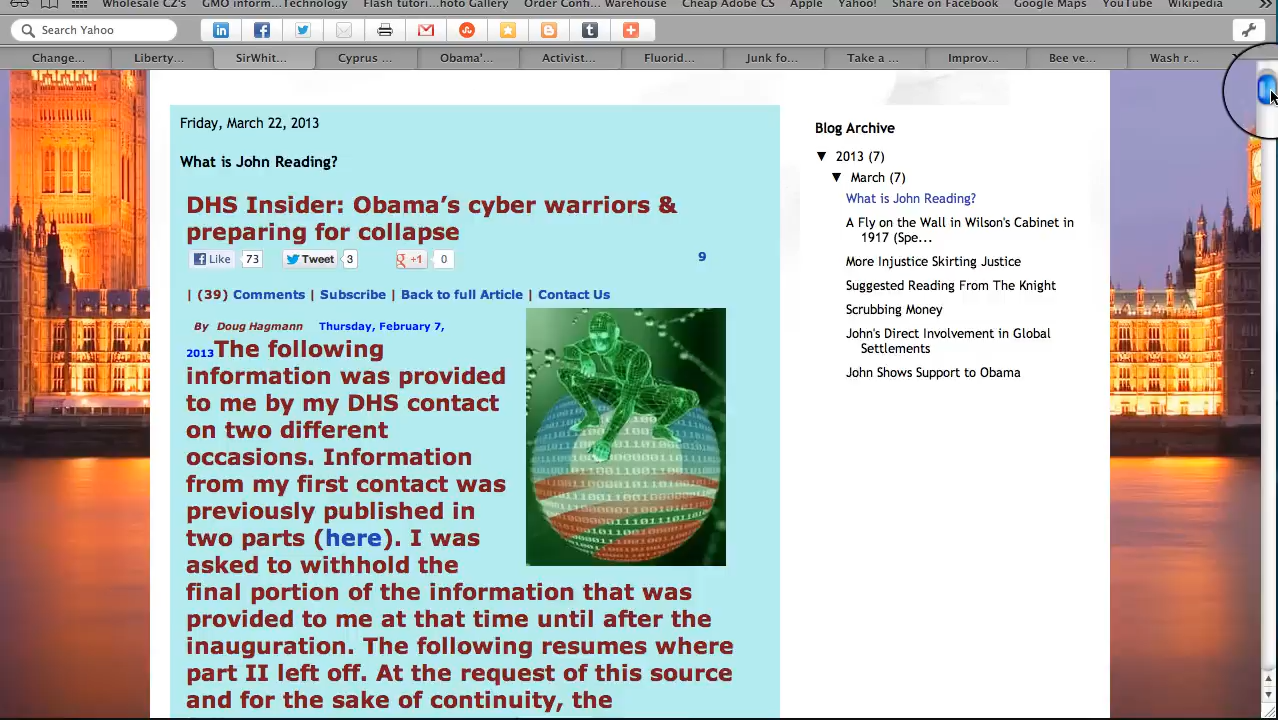 Wholesale CZ's GMO inform...Technology Flash tutori...hoto Gallery Order Confi... Warehouse Cheap Adobe CS Apple Yahoo! Share on Facebook Google Maps YouTube Wikipedia
Search Yahoo
Change... Liberty... SirWhit... Cyprus ... Obama'... Activist... Fluorid... Junk fo... Take a ... Improv... Bee ve... Wash r...
Friday, March 22, 2013
What is John Reading?
DHS Insider: Obama's cyber warriors &
preparing for collapse
Like 73 Tweet 3 +1 0 9
| (39) Comments | Subscribe | Back to full Article | Contact Us
By Doug Hagmann Thursday, February 7,
2013The following
information was provided
to me by my DHS contact
on two different
occasions. Information
from my first contact was
previously published in
two parts (here). I was
asked to withhold the
final portion of the information that was
provided to me at that time until after the
inauguration. The following resumes where
part II left off. At the request of this source
and for the sake of continuity, the
Blog Archive
▼ 2013 (7)
▼ March (7)
What is John Reading?
A Fly on the Wall in Wilson's Cabinet in
1917 (Spe...
More Injustice Skirting Justice
Suggested Reading From The Knight
Scrubbing Money
John's Direct Involvement in Global
Settlements
John Shows Support to Obama